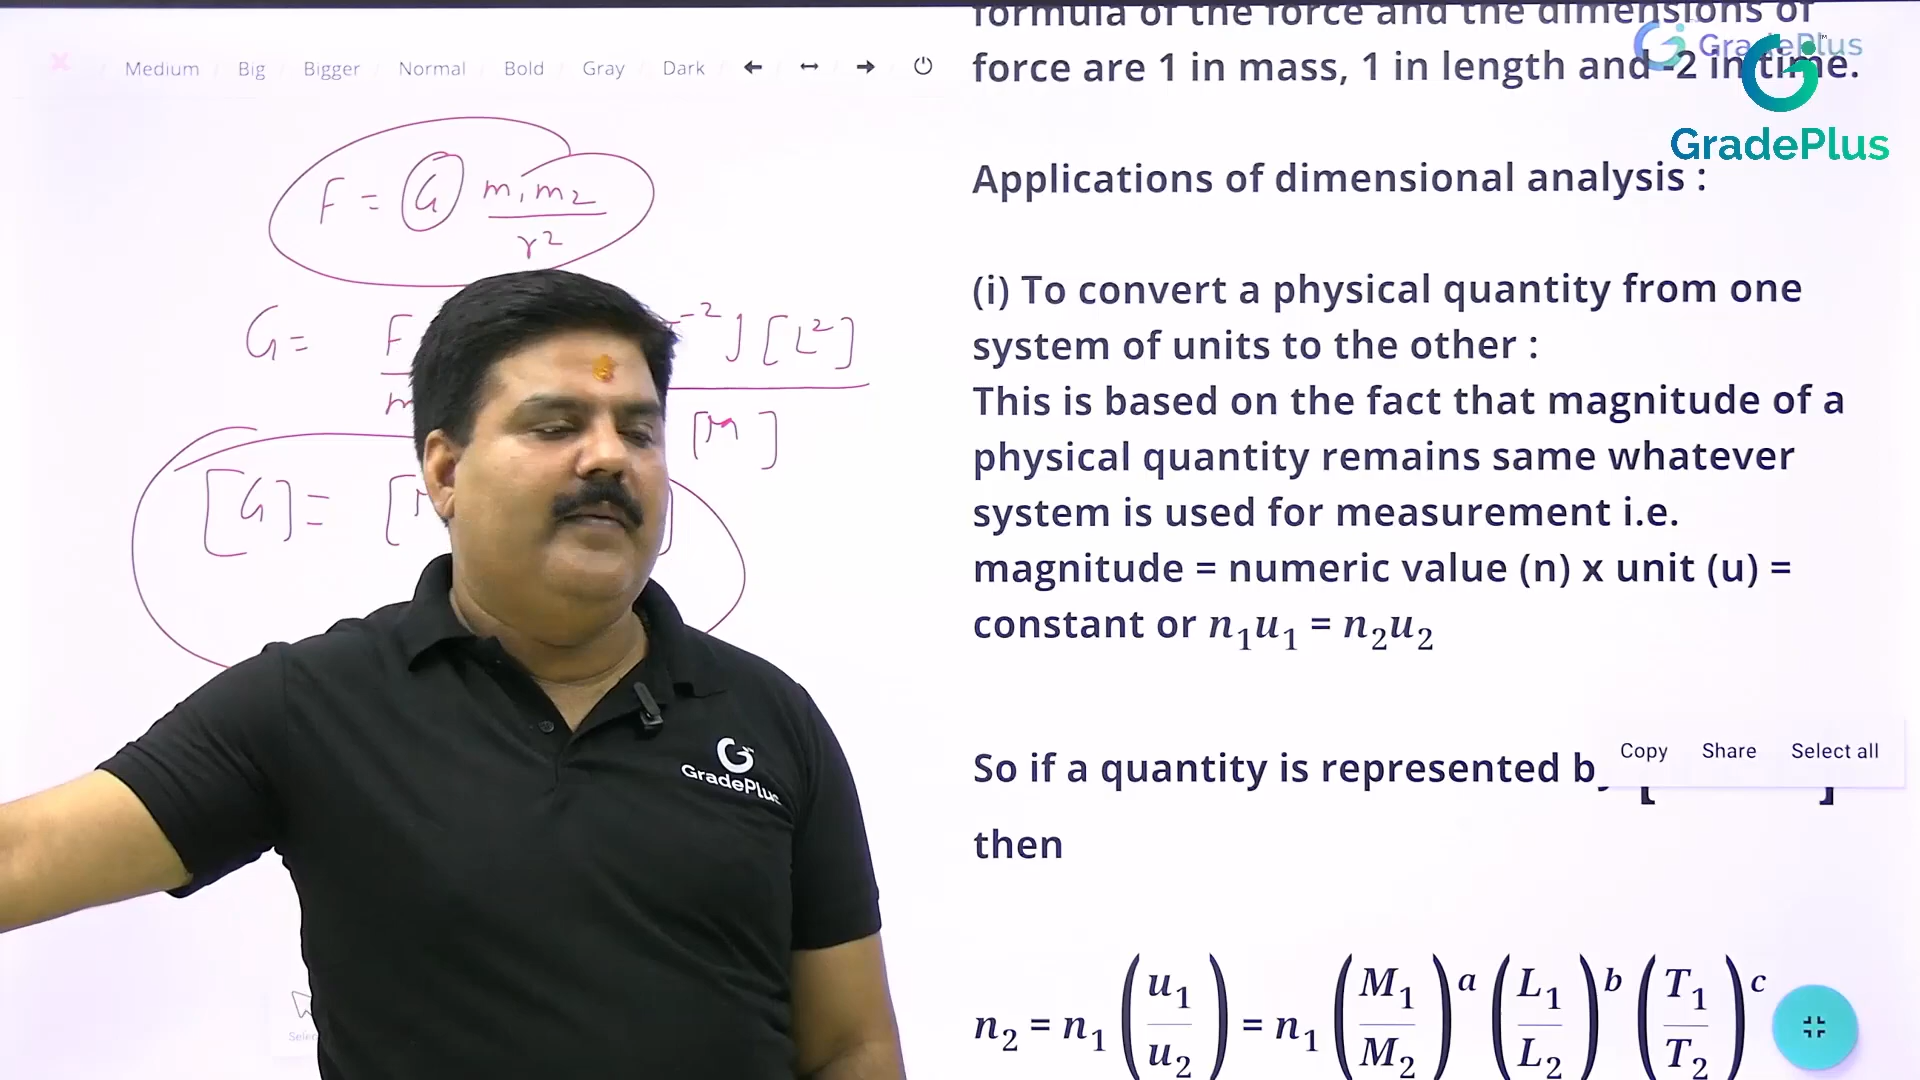 Medium / Big / Bigger / Normal / Bold / Gray / Dark
F = G m₁m₂
r²
G = F ⁻² ] [L²]
m [M]
[G] =
formula of the force and the dimensions of
force are 1 in mass, 1 in length and -2 in time.
GradePlus
GradePlus
Applications of dimensional analysis :
(i) To convert a physical quantity from one
system of units to the other :
This is based on the fact that magnitude of a
physical quantity remains same whatever
system is used for measurement i.e.
magnitude = numeric value (n) x unit (u) =
constant or n₁u₁ = n₂u₂
Copy Share Select all
So if a quantity is represented
then
n₂ = n₁ (u₁/u₂) = n₁ (M₁/M₂)ᵃ (L₁/L₂)ᵇ (T₁/T₂)ᶜ
GradePlus